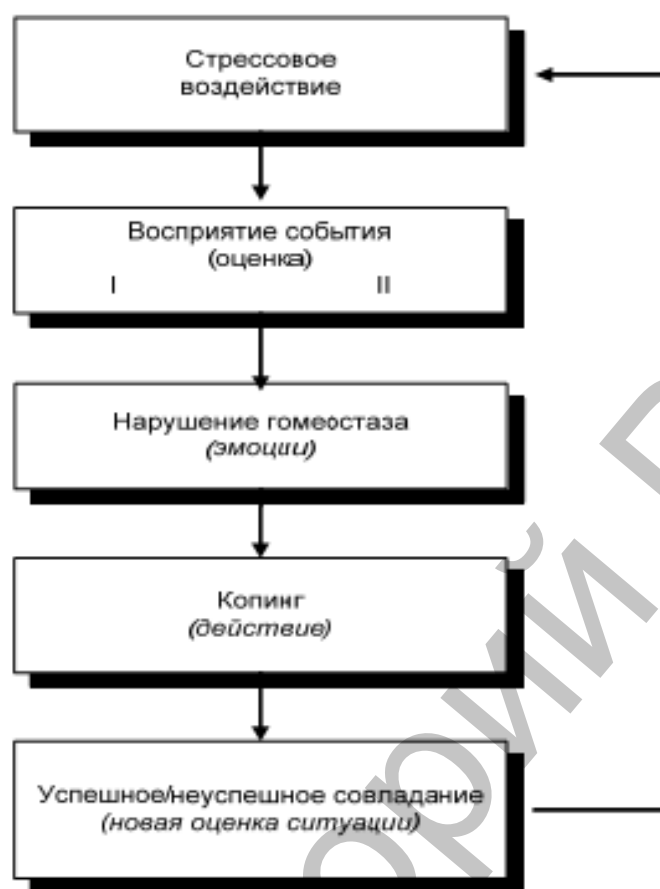 Стрессовое
воздействие
Восприятие события
(оценка)
I II
Нарушение гомеостаза
(эмоции)
Копинг
(действие)
Успешное/неуспешное совладание
(новая оценка ситуации)